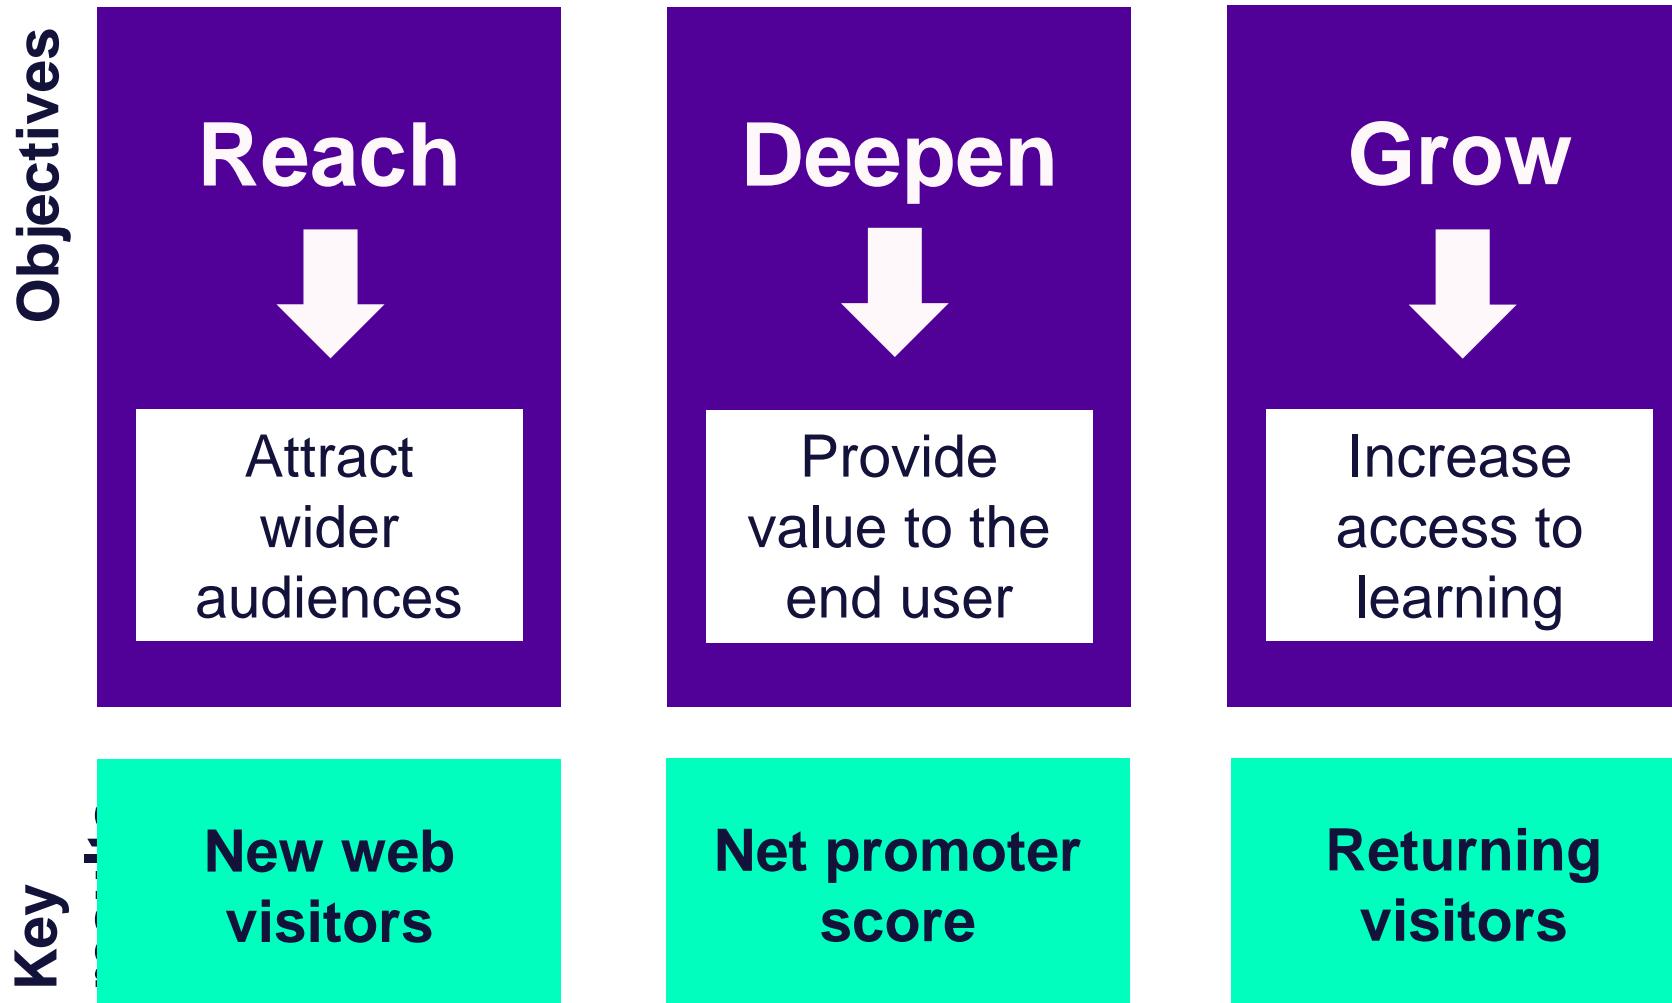 Objectives
Reach
Attract
wider
audiences
Deepen
Provide
value to the
end user
Grow
Increase
access to
learning
Key
New web
visitors
Net promoter
score
Returning
visitors